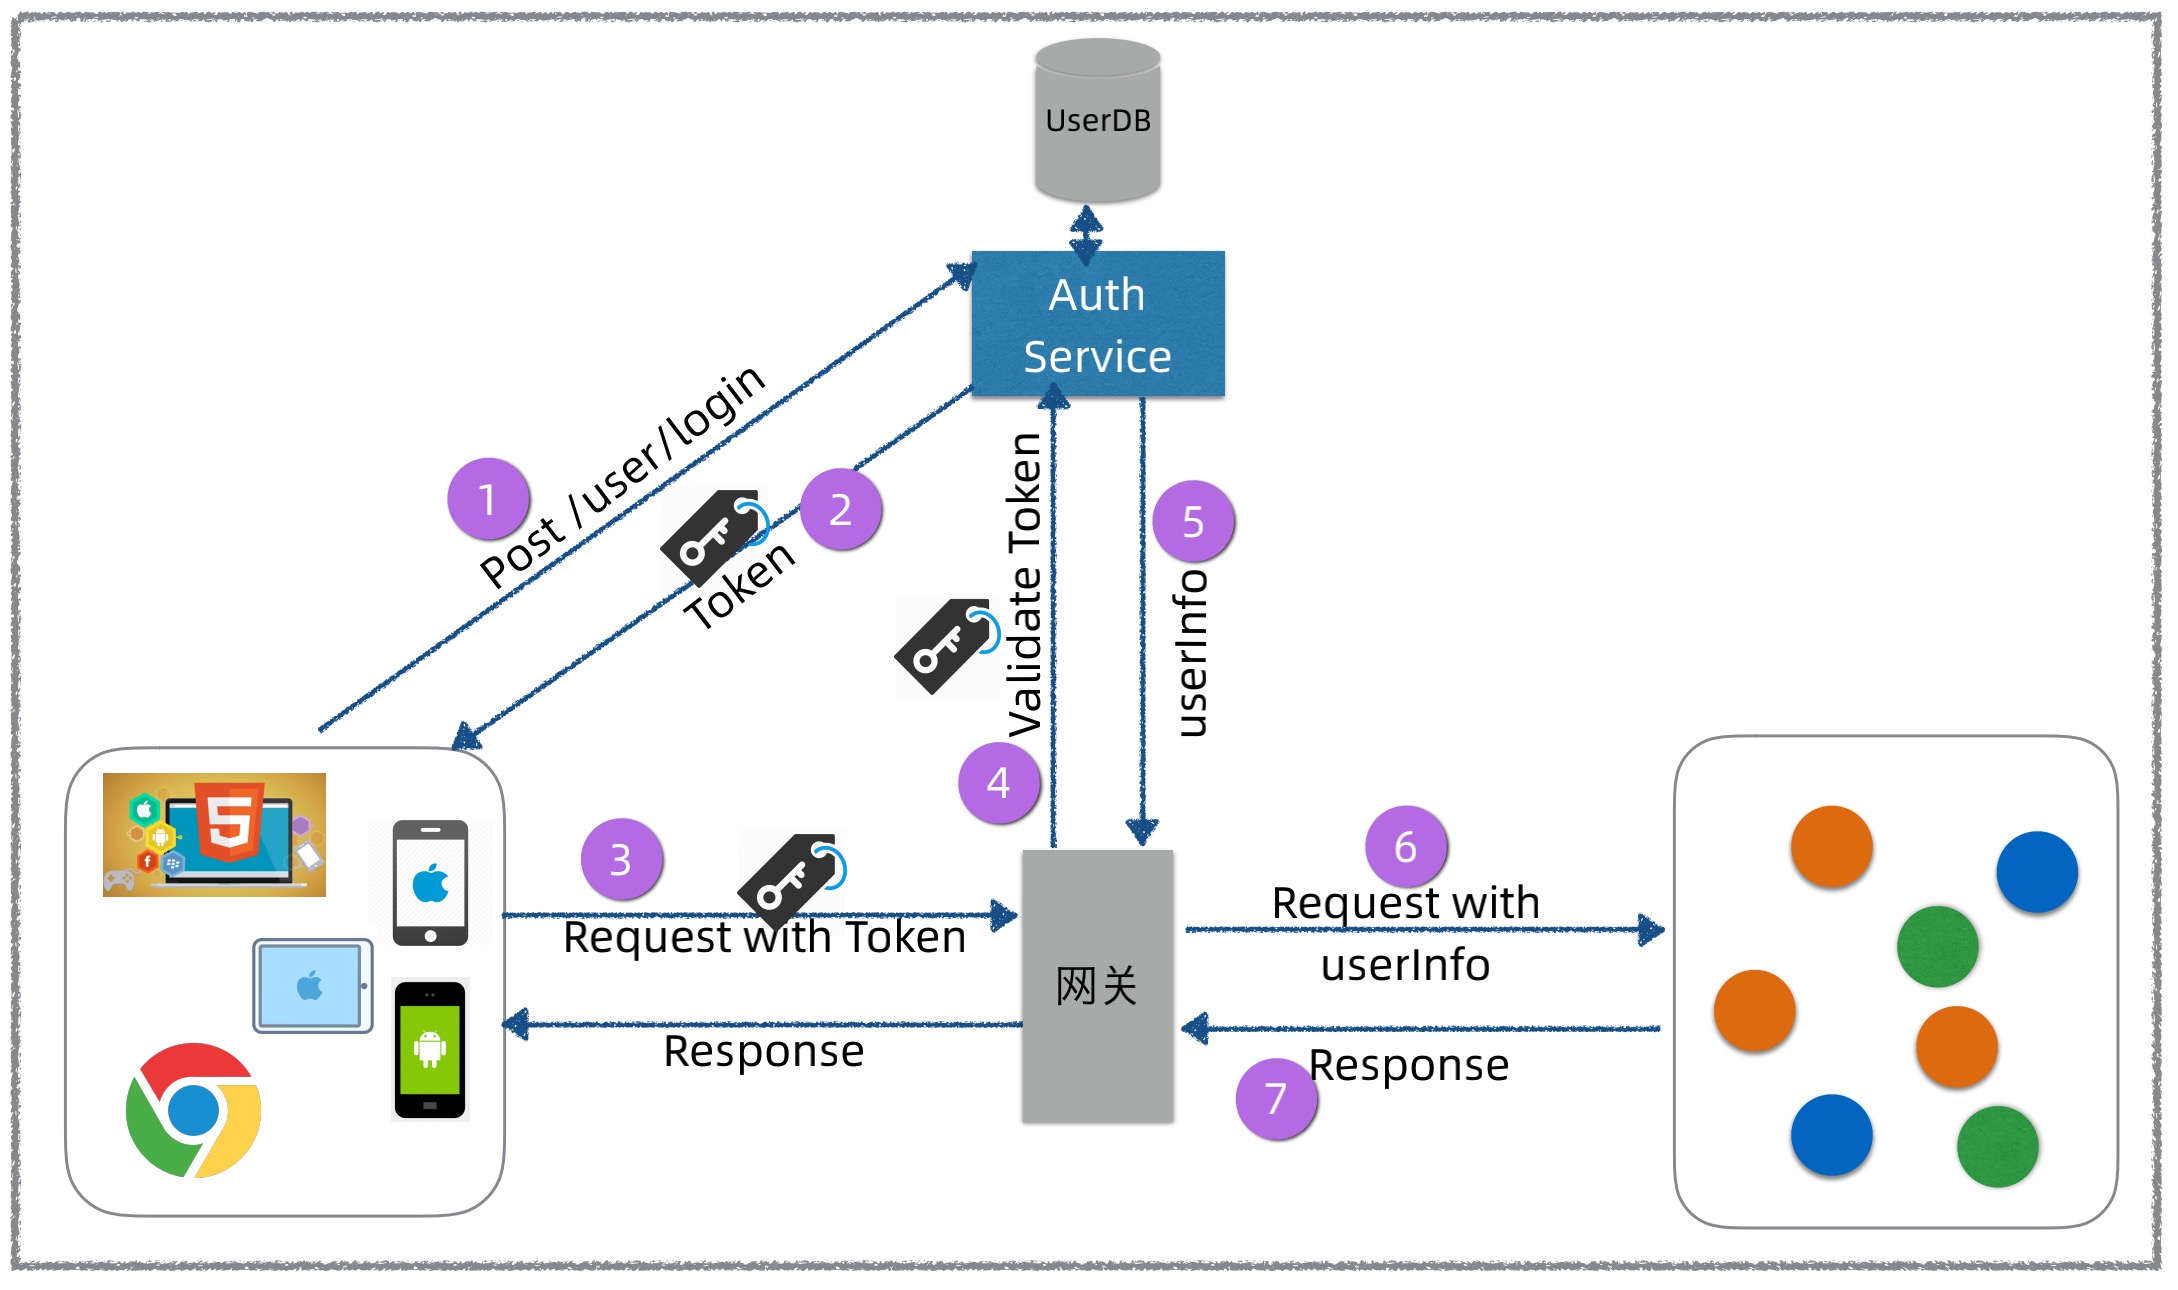 UserDB
Auth
Service
1
Post /user/login
2
Token
Validate Token
5
userInfo
4
3
Request with Token
6
Request with
userInfo
网关
Response
7
Response